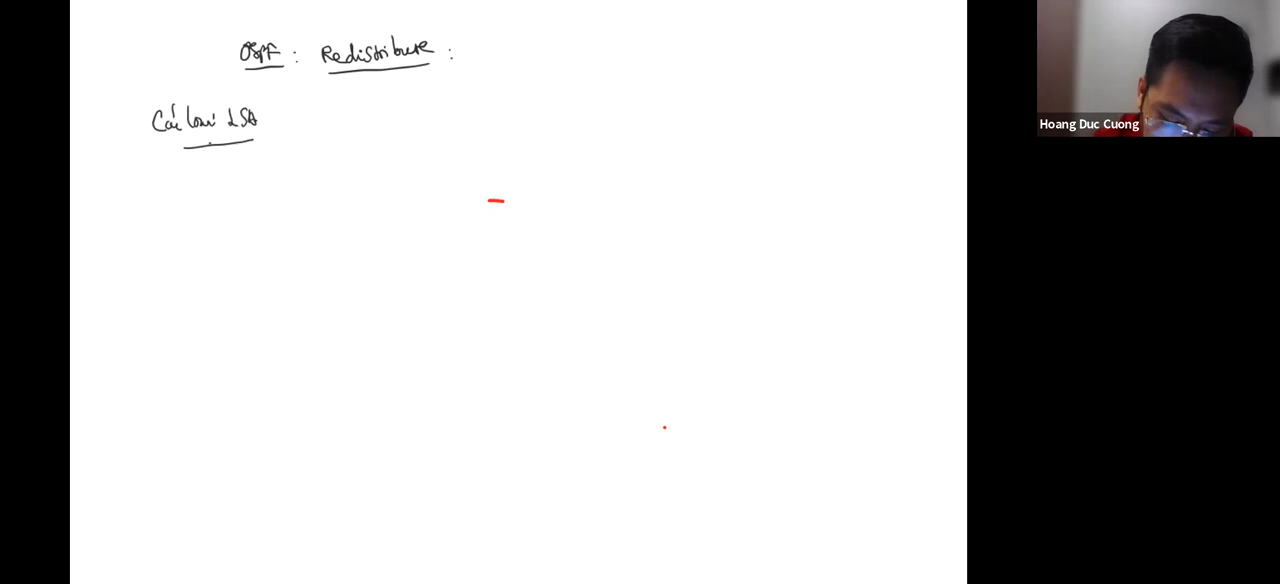 OSPF : Redistribute :
Các loại LSA
Hoang Duc Cuong